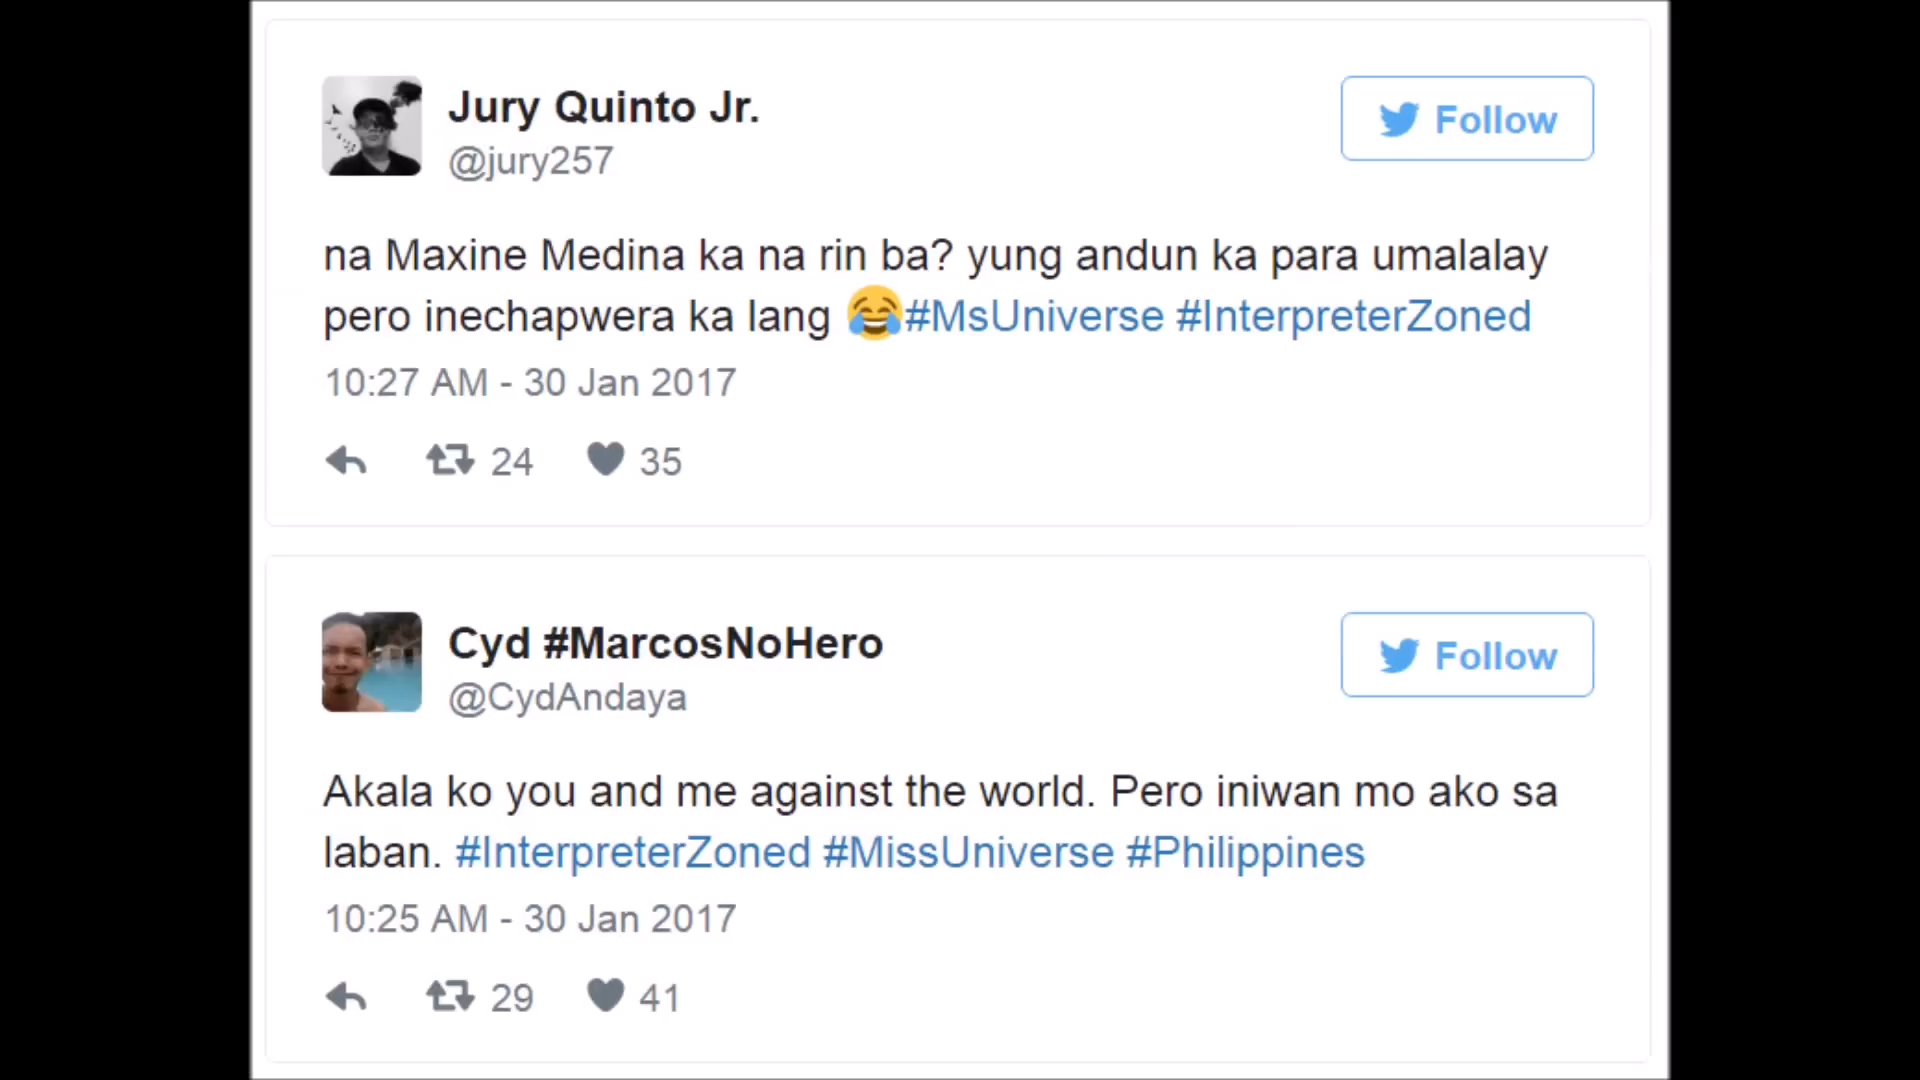 Jury Quinto Jr.
@jury257
Follow
na Maxine Medina ka na rin ba? yung andun ka para umalalay
pero inechapwera ka lang 😂#MsUniverse #InterpreterZoned
10:27 AM - 30 Jan 2017
24 35
Cyd #MarcosNoHero
@CydAndaya
Follow
Akala ko you and me against the world. Pero iniwan mo ako sa
laban. #InterpreterZoned #MissUniverse #Philippines
10:25 AM - 30 Jan 2017
29 41